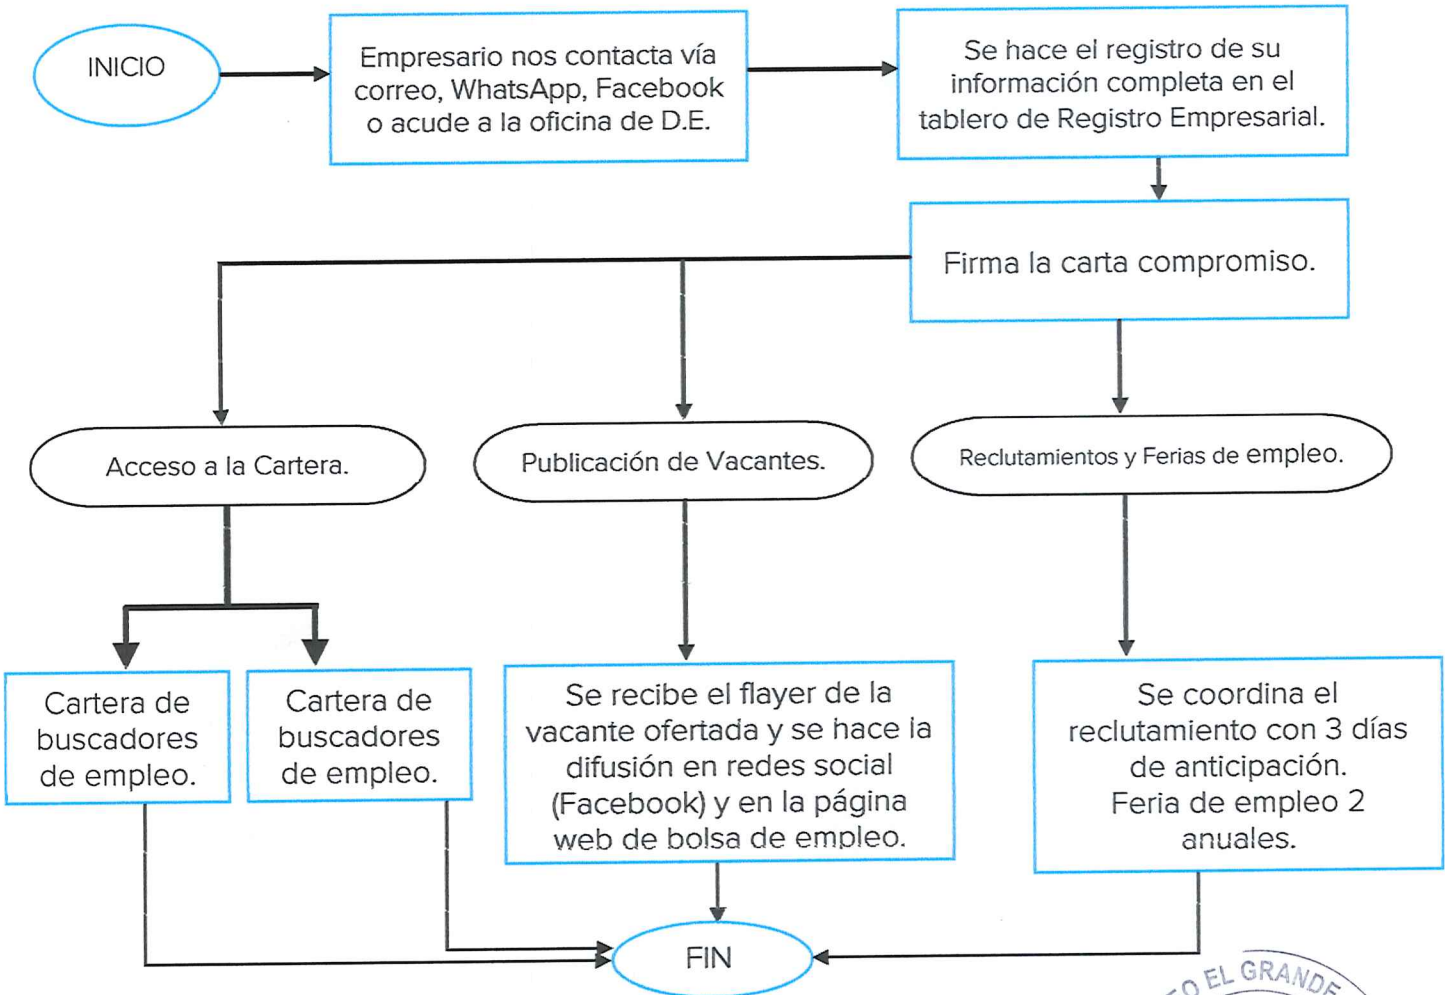 INICIO
Empresario nos contacta vía
correo, WhatsApp, Facebook
o acude a la oficina de D.E.
Se hace el registro de su
información completa en el
tablero de Registro Empresarial.
Firma la carta compromiso.
Acceso a la Cartera.
Publicación de Vacantes.
Reclutamientos y Ferias de empleo.
Cartera de
buscadores
de empleo.
Cartera de
buscadores
de empleo.
Se recibe el flayer de la
vacante ofertada y se hace la
difusión en redes social
(Facebook) y en la página
web de bolsa de empleo.
Se coordina el
reclutamiento con 3 días
de anticipación.
Feria de empleo 2
anuales.
FIN
EL GRANDE